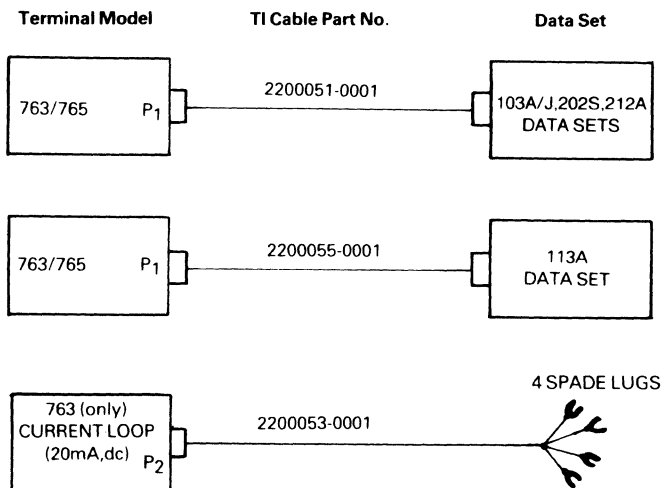 Terminal Model TI Cable Part No. Data Set
763/765 P1 2200051-0001 103A/J,202S,212A
DATA SETS
763/765 P1 2200055-0001 113A
DATA SET
4 SPADE LUGS
763 (only)
CURRENT LOOP
(20mA,dc) P2
2200053-0001